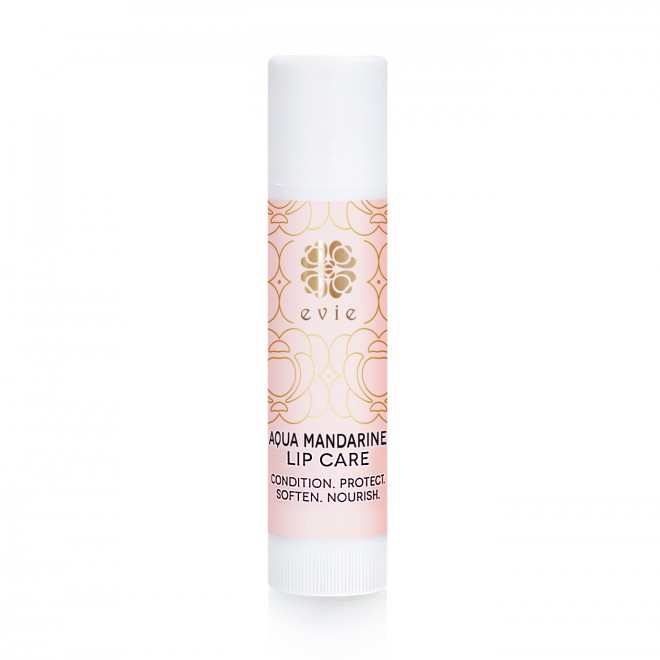 evie
AQUA MANDARINE
LIP CARE
CONDITION. PROTECT.
SOFTEN. NOURISH.